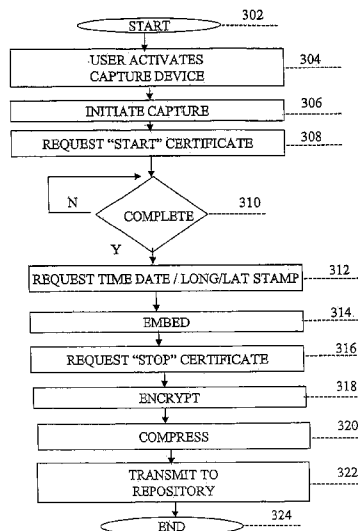 START
302
USER ACTIVATES
CAPTURE DEVICE
304
INITIATE CAPTURE
306
REQUEST "START" CERTIFICATE
308
N
COMPLETE
310
Y
REQUEST TIME DATE / LONG/LAT STAMP
312
EMBED
314
REQUEST "STOP" CERTIFICATE
316
ENCRYPT
318
COMPRESS
320
TRANSMIT TO
REPOSITORY
322
324
END